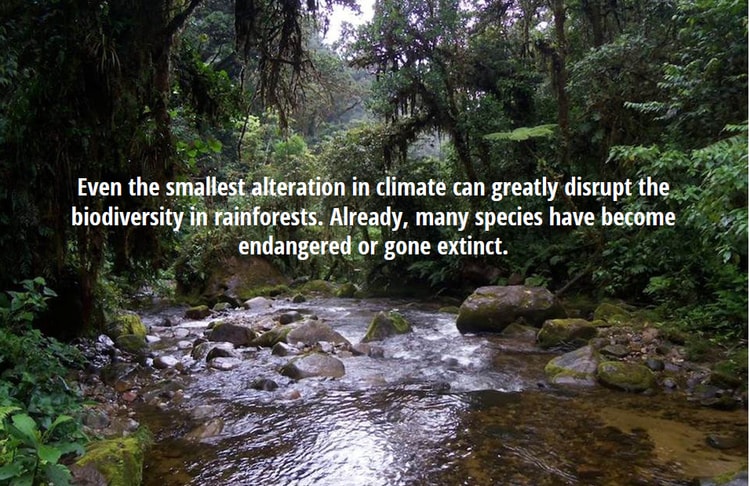 Even the smallest alteration in climate can greatly disrupt the
biodiversity in rainforests. Already, many species have become
endangered or gone extinct.